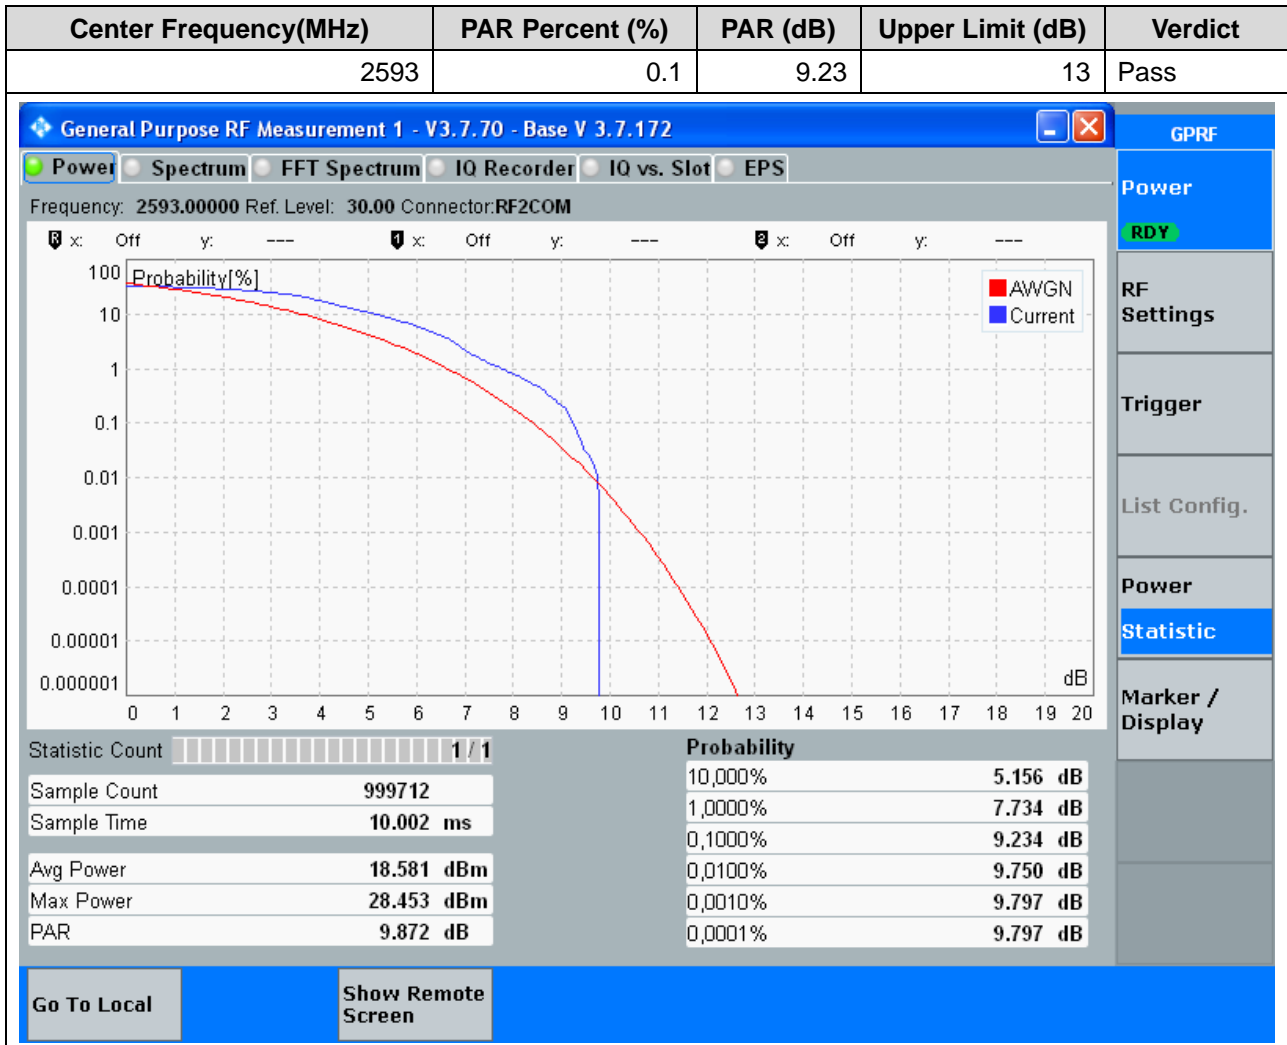 Center Frequency(MHz) PAR Percent (%) PAR (dB) Upper Limit (dB) Verdict
2593 0.1 9.23 13 Pass
General Purpose RF Measurement 1 - V3.7.70 - Base V 3.7.172
GPRF
Power Spectrum FFT Spectrum IQ Recorder IQ vs. Slot EPS
Frequency: 2593.00000 Ref. Level: 30.00 Connector:RF2COM
R x: Off y: --- 1 x: Off y: --- 2 x: Off y: ---
Probability[%]
AWGN
Current
100
10
1
0.1
0.01
0.001
0.0001
0.00001
0.000001
dB
0 1 2 3 4 5 6 7 8 9 10 11 12 13 14 15 16 17 18 19 20
Statistic Count 1 / 1
Sample Count 999712
Sample Time 10.002 ms
Avg Power 18.581 dBm
Max Power 28.453 dBm
PAR 9.872 dB
Probability
10,000% 5.156 dB
1,0000% 7.734 dB
0,1000% 9.234 dB
0,0100% 9.750 dB
0,0010% 9.797 dB
0,0001% 9.797 dB
Power
RDY
RF
Settings
Trigger
List Config.
Power
Statistic
Marker /
Display
Go To Local
Show Remote
Screen